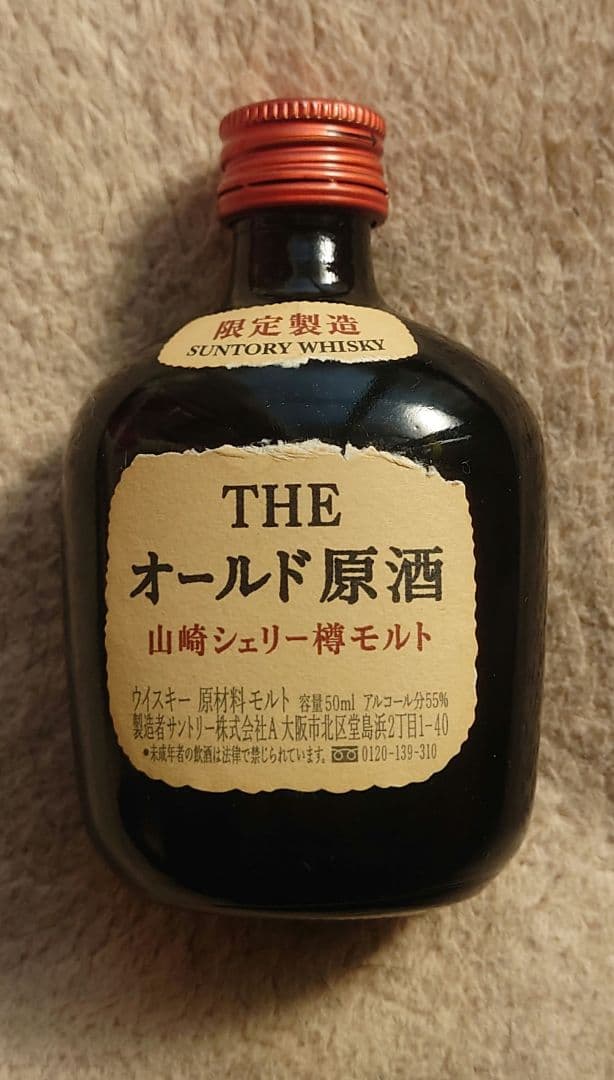 限定製造
SUNTORY WHISKY
THE
オールド原酒
山崎シェリー樽モルト
ウイスキー 原材料 モルト 容量50ml アルコール分55%
製造者サントリー株式会社A 大阪市北区堂島浜2丁目1-40
●未成年者の飲酒は法律で禁じられています。 0120-139-310